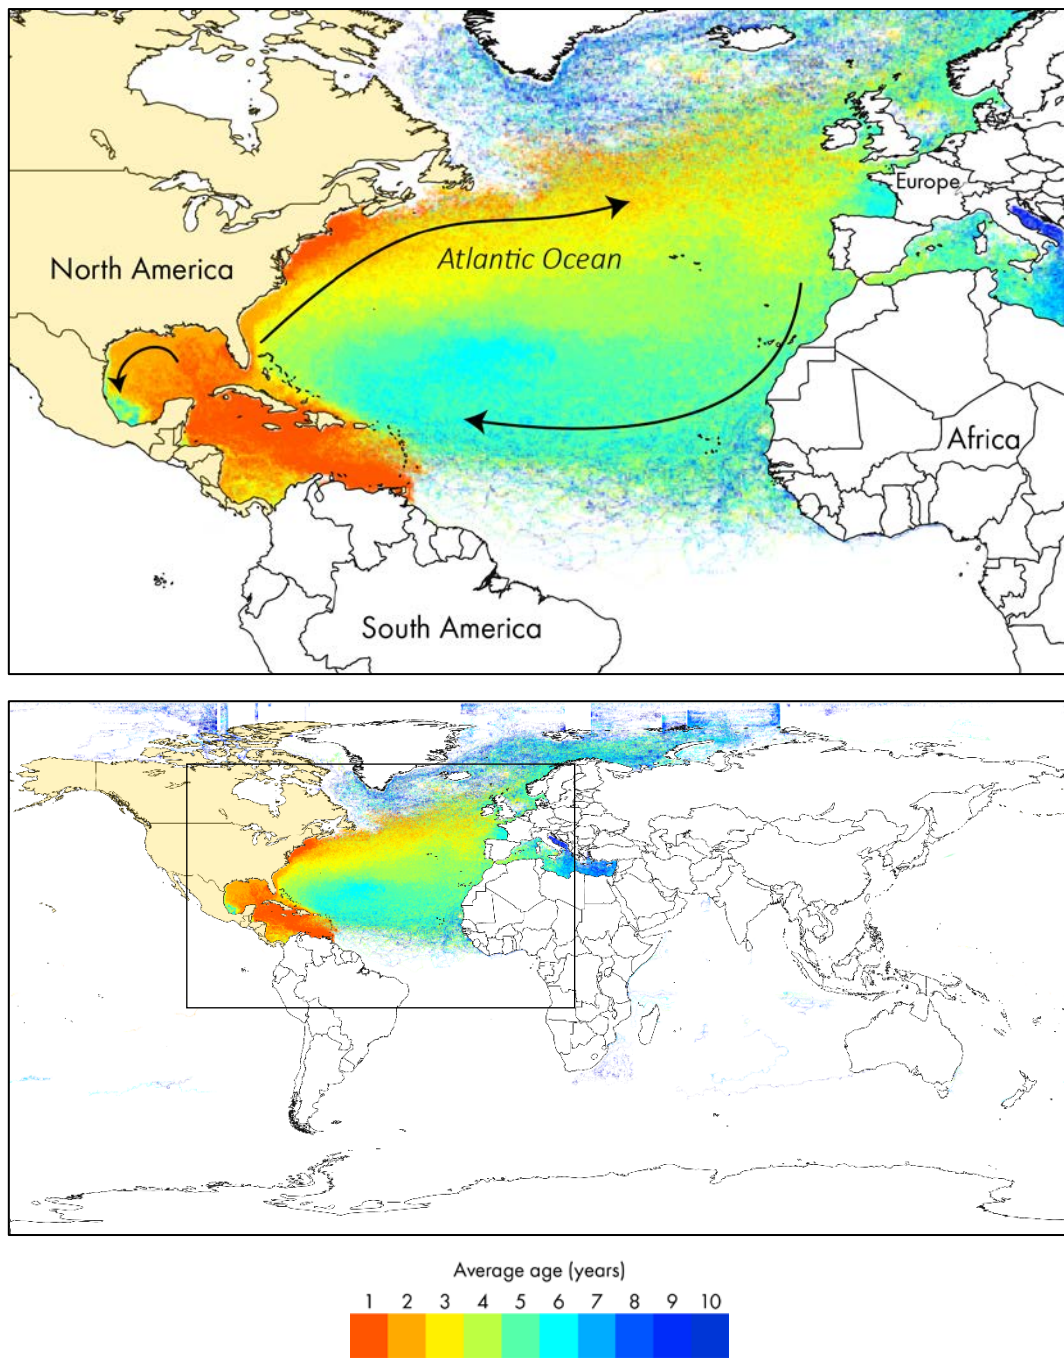 Europe
North America
Atlantic Ocean
Africa
South America
Average age (years)
1 2 3 4 5 6 7 8 9 10